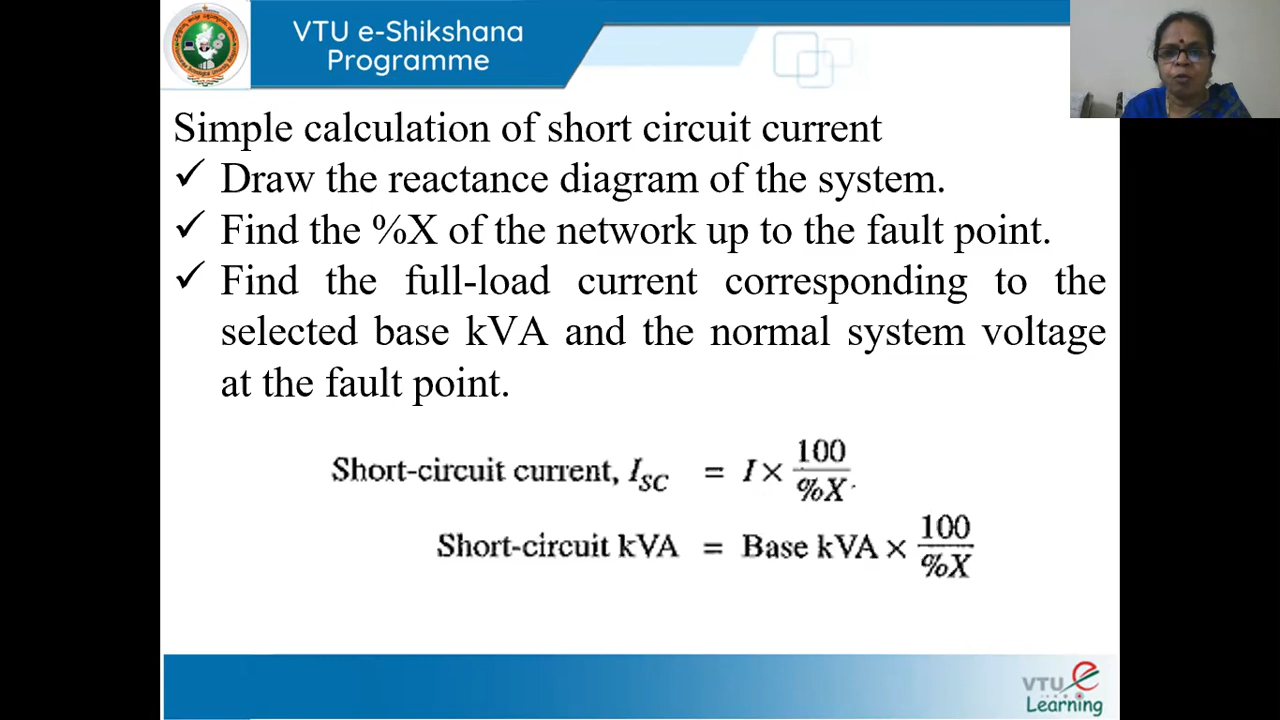 VTU e-Shikshana
Programme
Simple calculation of short circuit current
✓ Draw the reactance diagram of the system.
✓ Find the %X of the network up to the fault point.
✓ Find the full-load current corresponding to the
selected base kVA and the normal system voltage
at the fault point.
Short-circuit current, I_SC = I × 100/%X
Short-circuit kVA = Base kVA × 100/%X
VTU e
Learning